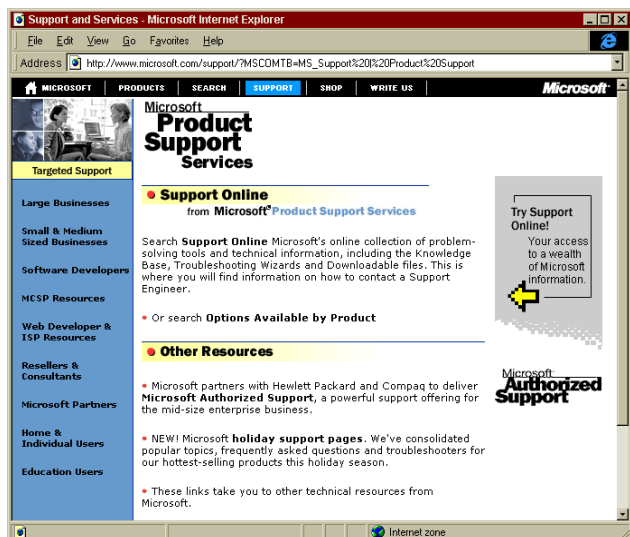 Support and Services - Microsoft Internet Explorer
File Edit View Go Favorites Help
Address http://www.microsoft.com/support/?MSCOMTB=MS_Support%20|%20Product%20Support
MICROSOFT PRODUCTS SEARCH SUPPORT SHOP WRITE US Microsoft
Targeted Support
Large Businesses
Small & Medium
Sized Businesses
Software Developers
MCSP Resources
Web Developer &
ISP Resources
Resellers &
Consultants
Microsoft Partners
Home &
Individual Users
Education Users
Microsoft
Product
Support
Services
Support Online
from Microsoft® Product Support Services
Search Support Online Microsoft's online collection of problem-
solving tools and technical information, including the Knowledge
Base, Troubleshooting Wizards and Downloadable files. This is
where you will find information on how to contact a Support
Engineer.
• Or search Options Available by Product
Other Resources
• Microsoft partners with Hewlett Packard and Compaq to deliver
Microsoft Authorized Support, a powerful support offering for
the mid-size enterprise business.
• NEW! Microsoft holiday support pages. We've consolidated
popular topics, frequently asked questions and troubleshooters for
our hottest-selling products this holiday season.
• These links take you to other technical resources from
Microsoft.
Try Support
Online!
Your access
to a wealth
of Microsoft
information.
Microsoft
Authorized
Support
Internet zone